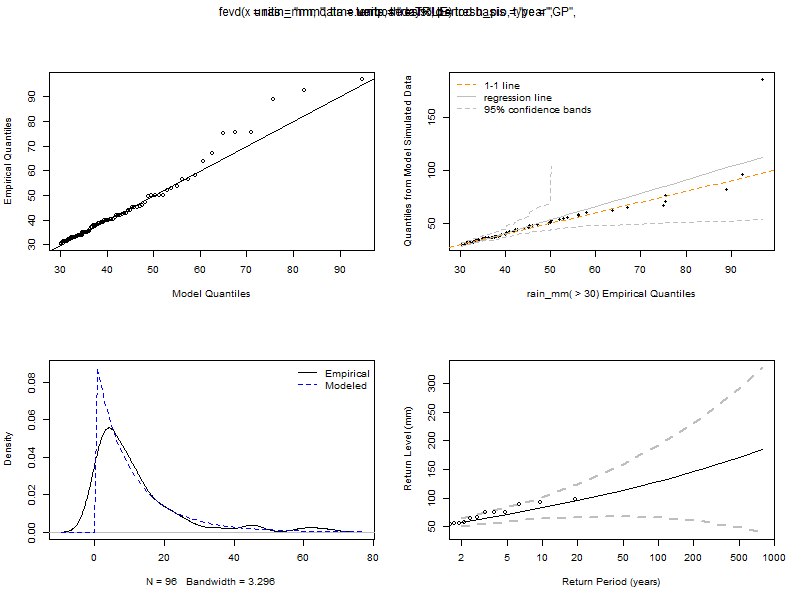 fevd(x
"GP",
30 40 50 60 70 80 90
Empirical Quantiles
30 40 50 60 70 80 90
Model Quantiles
50 100 150
Quantiles from Model Simulated Data
1-1 line
regression line
95% confidence bands
30 40 50 60 70 80 90
rain_mm( > 30) Empirical Quantiles
0.00 0.02 0.04 0.06 0.08
Density
Empirical
Modeled
0 20 40 60 80
N = 96 Bandwidth = 3.296
50 100 150 200 250 300
Return Level (mm)
2 5 10 20 50 100 200 500 1000
Return Period (years)